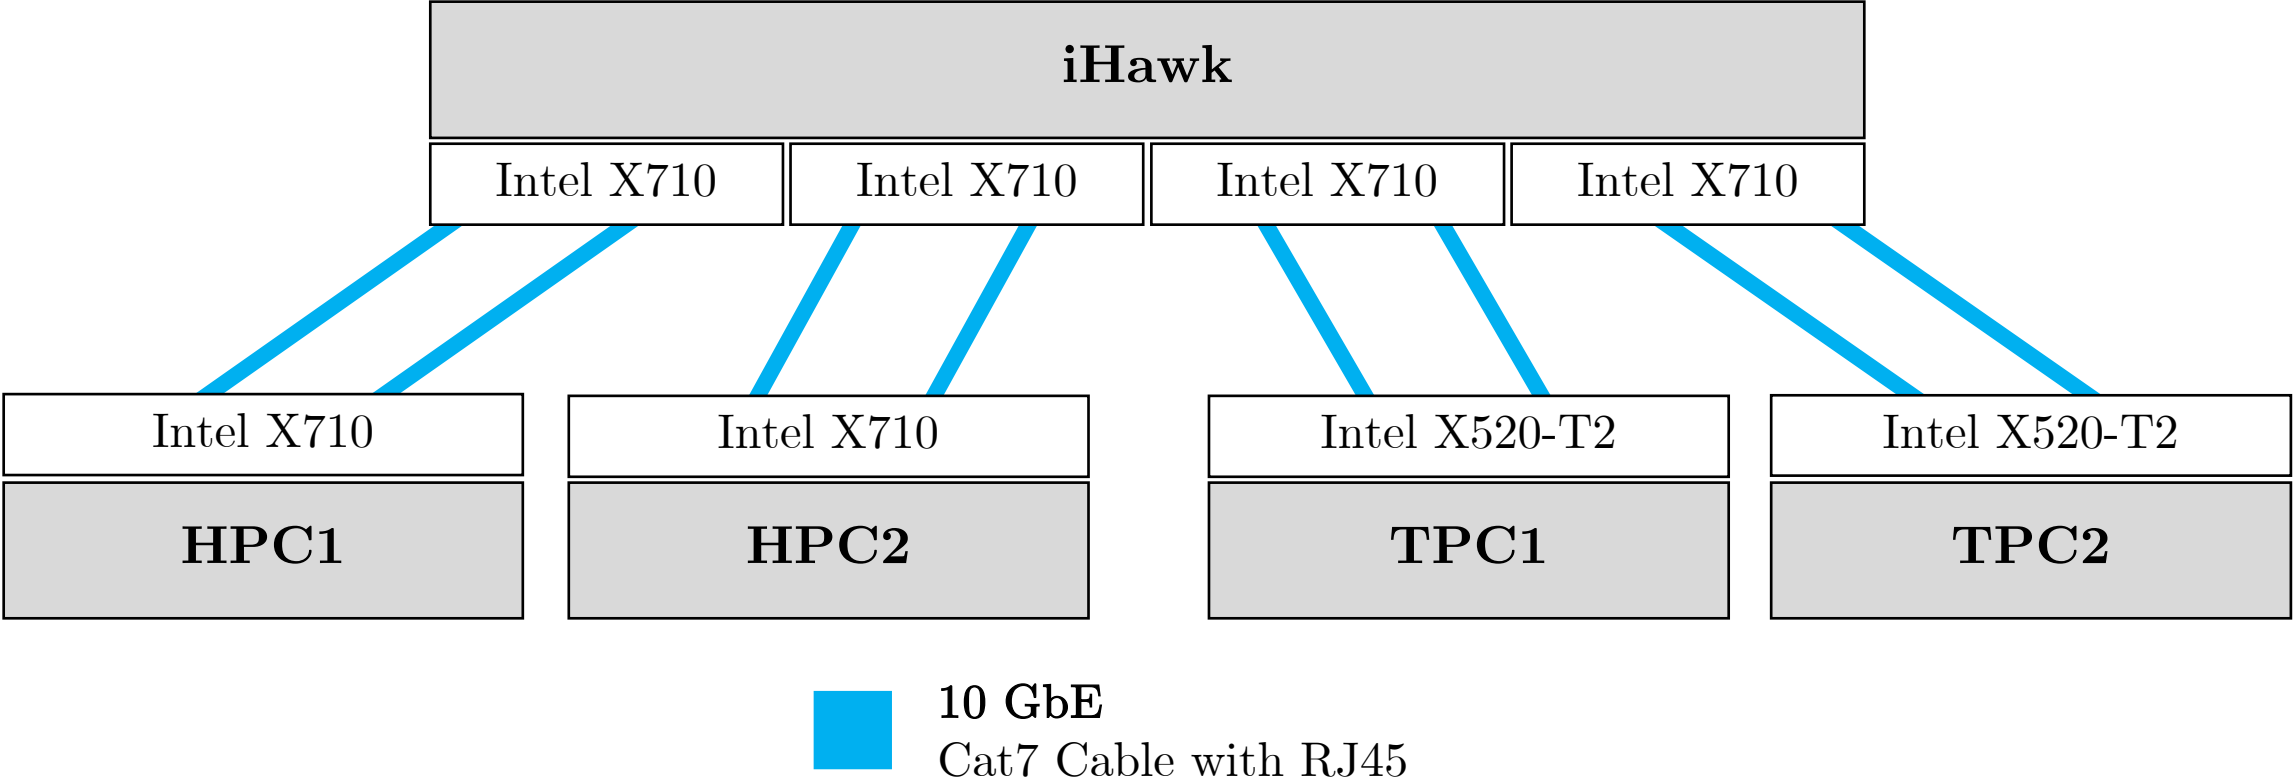 iHawk
Intel X710
Intel X710
Intel X710
Intel X710
Intel X710
Intel X710
Intel X520-T2
Intel X520-T2
HPC1
HPC2
TPC1
TPC2
10 GbE
Cat7 Cable with RJ45